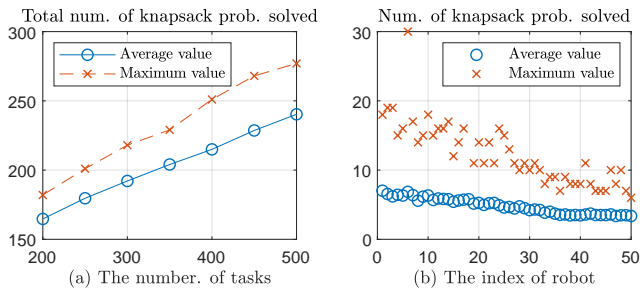 Total num. of knapsack prob. solved
300
250
200
150
Average value
Maximum value
200
300
400
500
(a) The number. of tasks
Num. of knapsack prob. solved
30
20
10
0
Average value
Maximum value
0
10
20
30
40
50
(b) The index of robot